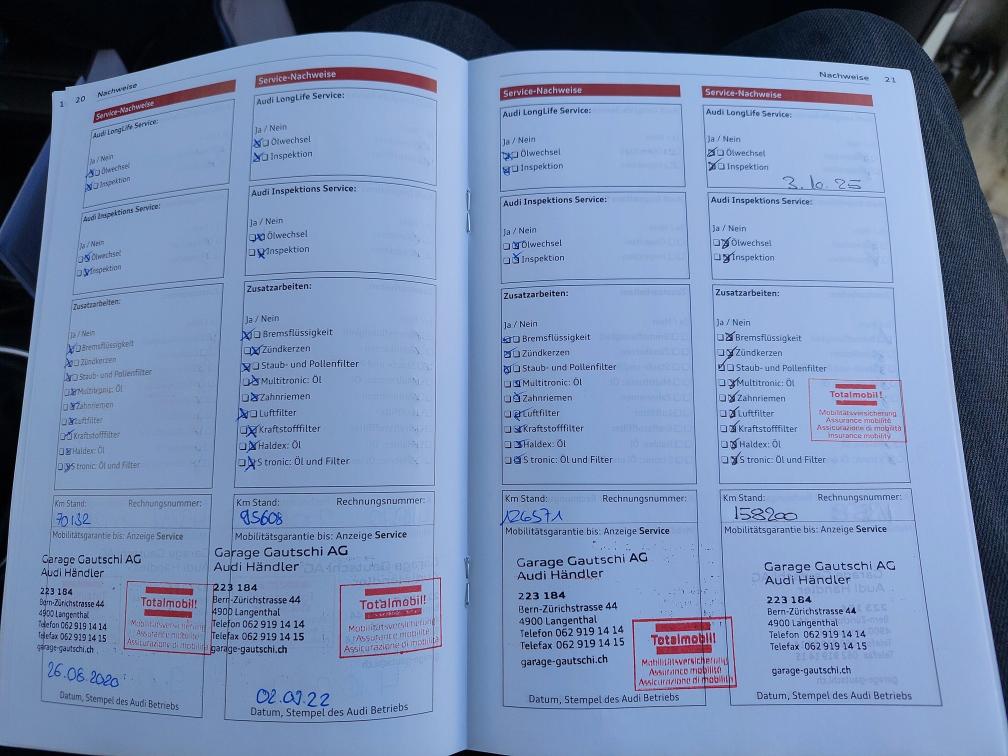 20 Nachweise
Service-Nachweise
Audi LongLife Service:
Ja / Nein
Ölwechsel
Inspektion
Audi Inspektions Service:
Ja / Nein
Ölwechsel
Inspektion
Zusatzarbeiten:
Ja / Nein
Bremsflüssigkeit
Zündkerzen
Staub- und Pollenfilter
Multitronic: Öl
Zahnriemen
Luftfilter
Kraftstofffilter
Haldex: Öl
S tronic: Öl und Filter
Km Stand: Rechnungsnummer:
70132
Mobilitätsgarantie bis: Anzeige Service
Garage Gautschi AG
Audi Händler
223 184
Bern-Zürichstrasse 44
4900 Langenthal
Telefon 062 919 14 14
Telefax 062 919 14 15
garage-gautschi.ch
Totalmobil!
Mobilitätsversicherung
Assurance mobilité
Assicurazione di mobilità
26.06.2020
Datum, Stempel des Audi Betriebs
Service-Nachweise
Audi LongLife Service:
Ja / Nein
Ölwechsel
Inspektion
Audi Inspektions Service:
Ja / Nein
Ölwechsel
Inspektion
Zusatzarbeiten:
Ja / Nein
Bremsflüssigkeit
Zündkerzen
Staub- und Pollenfilter
Multitronic: Öl
Zahnriemen
Luftfilter
Kraftstofffilter
Haldex: Öl
S tronic: Öl und Filter
Km Stand: Rechnungsnummer:
95608
Mobilitätsgarantie bis: Anzeige Service
Garage Gautschi AG
Audi Händler
223 184
Bern-Zürichstrasse 44
4900 Langenthal
Telefon 062 919 14 14
Telefax 062 919 14 15
garage-gautschi.ch
Totalmobil!
Mobilitätsversicherung
Assurance mobilité
Assicurazione di mobilità
Datum, Stempel des Audi Betriebs
Nachweise 21
Service-Nachweise
Audi LongLife Service:
Ja / Nein
Ölwechsel
Inspektion
Audi Inspektions Service:
Ja / Nein
Ölwechsel
Inspektion
Zusatzarbeiten:
Ja / Nein
Bremsflüssigkeit
Zündkerzen
Staub- und Pollenfilter
Multitronic: Öl
Zahnriemen
Luftfilter
Kraftstofffilter
Haldex: Öl
S tronic: Öl und Filter
Km Stand: Rechnungsnummer:
126571
Mobilitätsgarantie bis: Anzeige Service
Garage Gautschi AG
Audi Händler
223 184
Bern-Zürichstrasse 44
4900 Langenthal
Telefon 062 919 14 14
Telefax 062 919 14 15
garage-gautschi.ch
Totalmobil!
Mobilitätsversicherung
Assurance mobilité
Assicurazione di mobilità
Datum, Stempel des Audi Betriebs
Service-Nachweise
Audi LongLife Service:
Ja / Nein
Ölwechsel
Inspektion
3.10.25
Audi Inspektions Service:
Ja / Nein
Ölwechsel
Inspektion
Zusatzarbeiten:
Ja / Nein
Bremsflüssigkeit
Zündkerzen
Staub- und Pollenfilter
Multitronic: Öl
Zahnriemen
Luftfilter
Kraftstofffilter
Haldex: Öl
S tronic: Öl und Filter
Totalmobil!
Mobilitätsversicherung
Assurance mobilité
Assicurazione di mobilità
Insurance mobility
Km Stand: Rechnungsnummer:
158200
Mobilitätsgarantie bis: Anzeige Service
Garage Gautschi AG
Audi Händler
223 184
Bern-Zürichstrasse 44
4900 Langenthal
Telefon 062 919 14 14
Telefax 062 919 14 15
garage-gautschi.ch
Datum, Stempel des Audi Betriebs